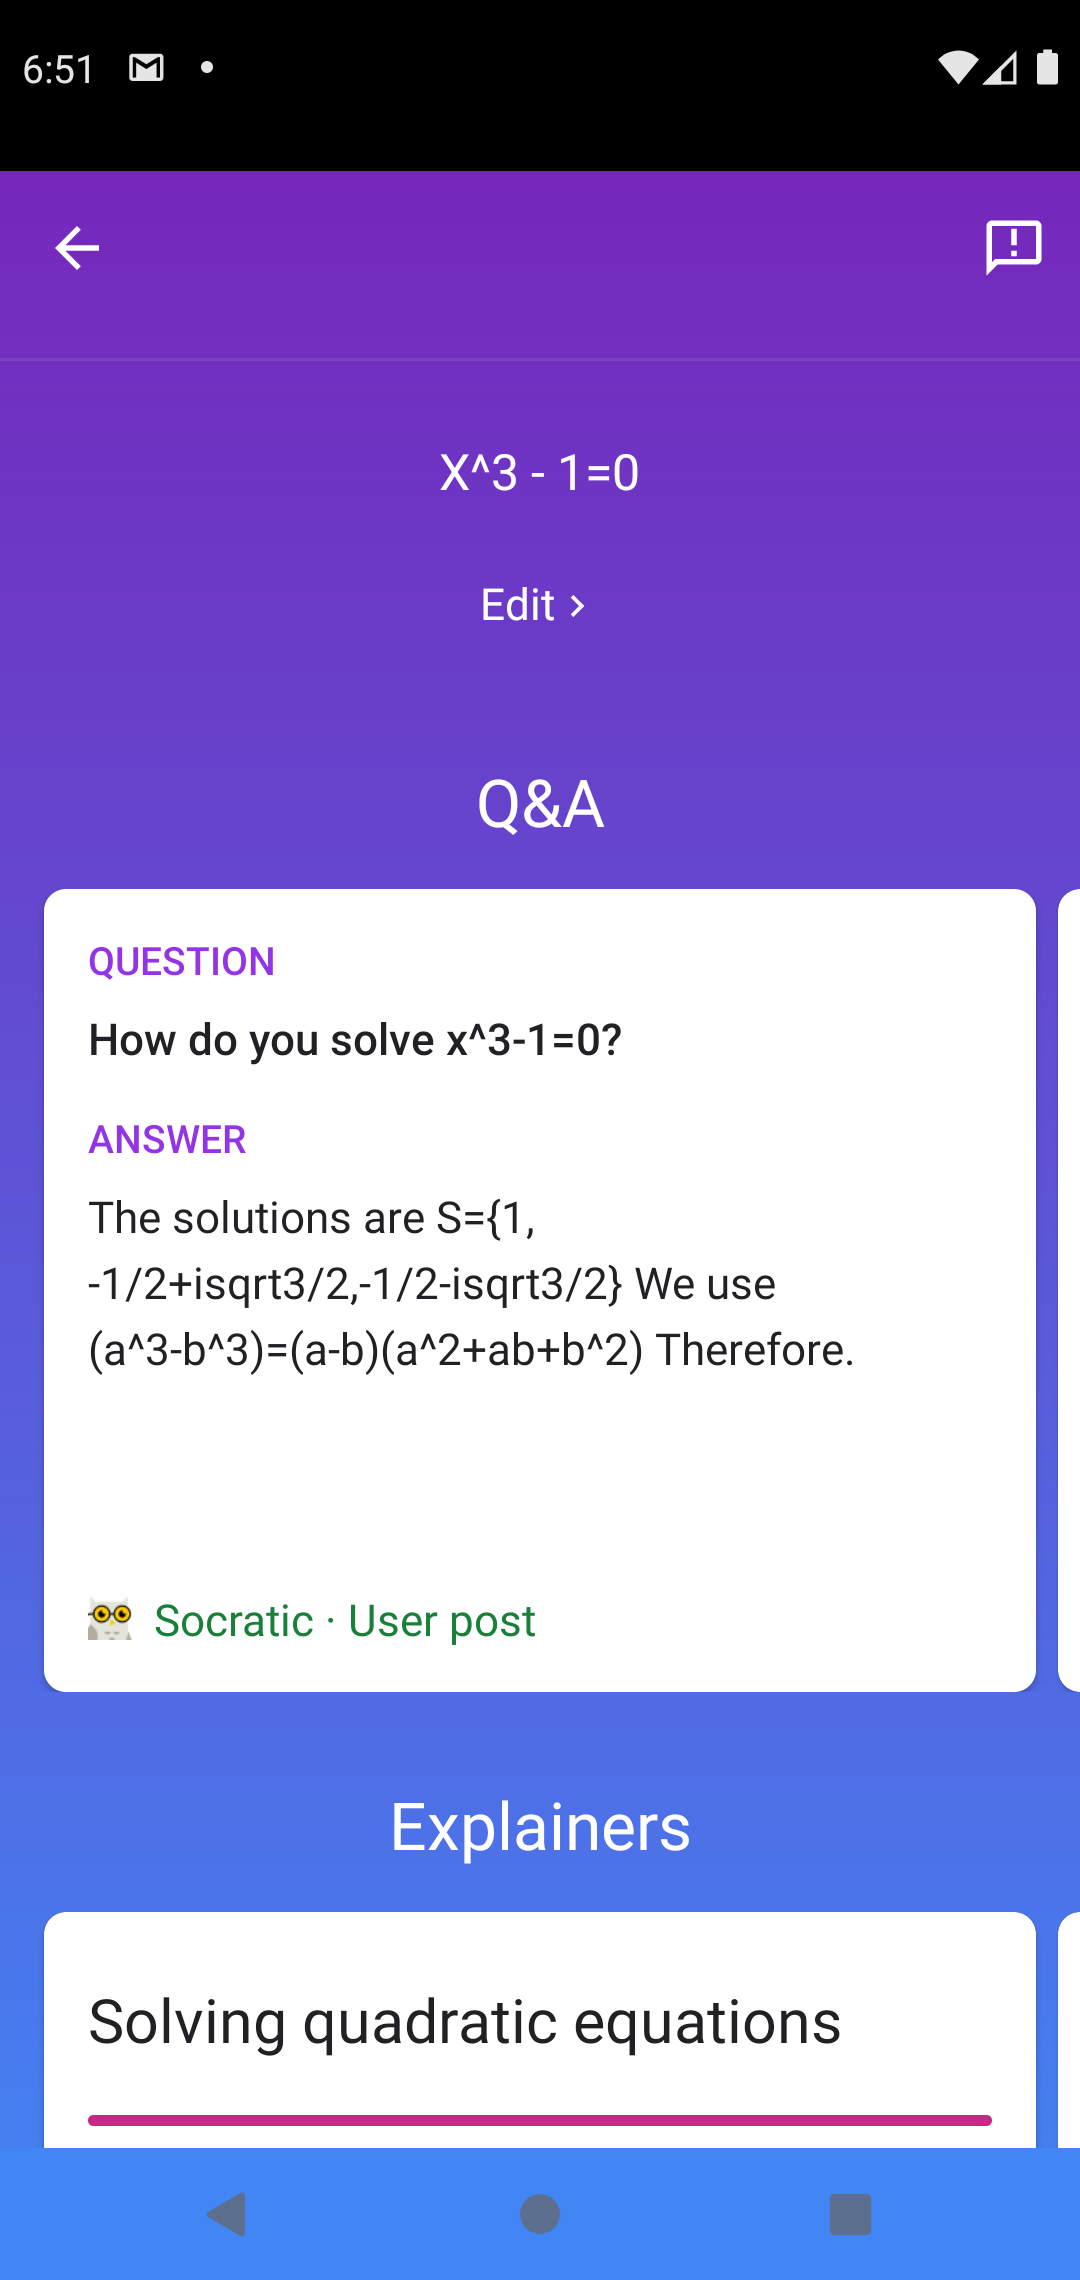 6:51
X^3 - 1=0
Edit
Q&A
QUESTION
How do you solve x^3-1=0?
ANSWER
The solutions are S={1,
-1/2+isqrt3/2,-1/2-isqrt3/2} We use
(a^3-b^3)=(a-b)(a^2+ab+b^2) Therefore.
Socratic · User post
Explainers
Solving quadratic equations